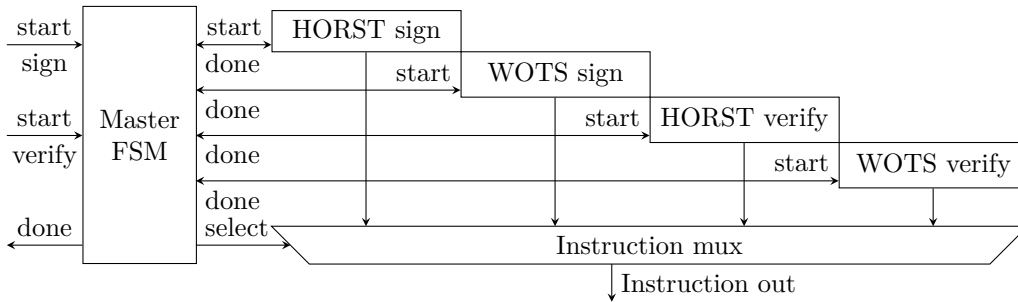 start
start
HORST sign
sign
done
start
WOTS sign
done
start
start
HORST verify
Master
FSM
verify
done
start
WOTS verify
done
done
select
Instruction mux
Instruction out